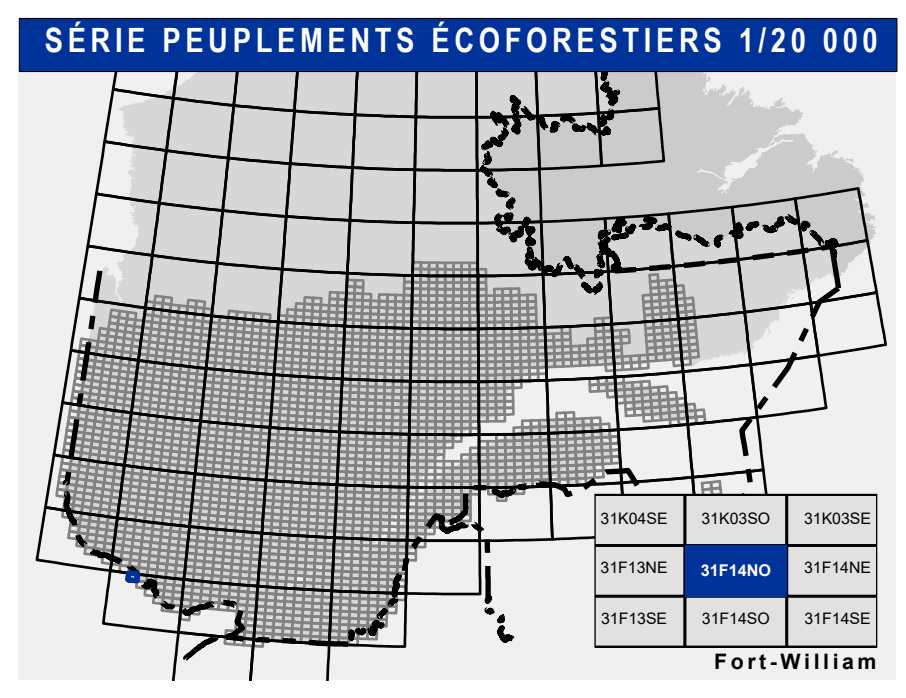 SÉRIE PEUPLEMENTS ÉCOFORESTIERS 1/20 000
31K04SE 31K03SO 31K03SE
31F13NE 31F14NO 31F14NE
31F13SE 31F14SO 31F14SE
Fort-William